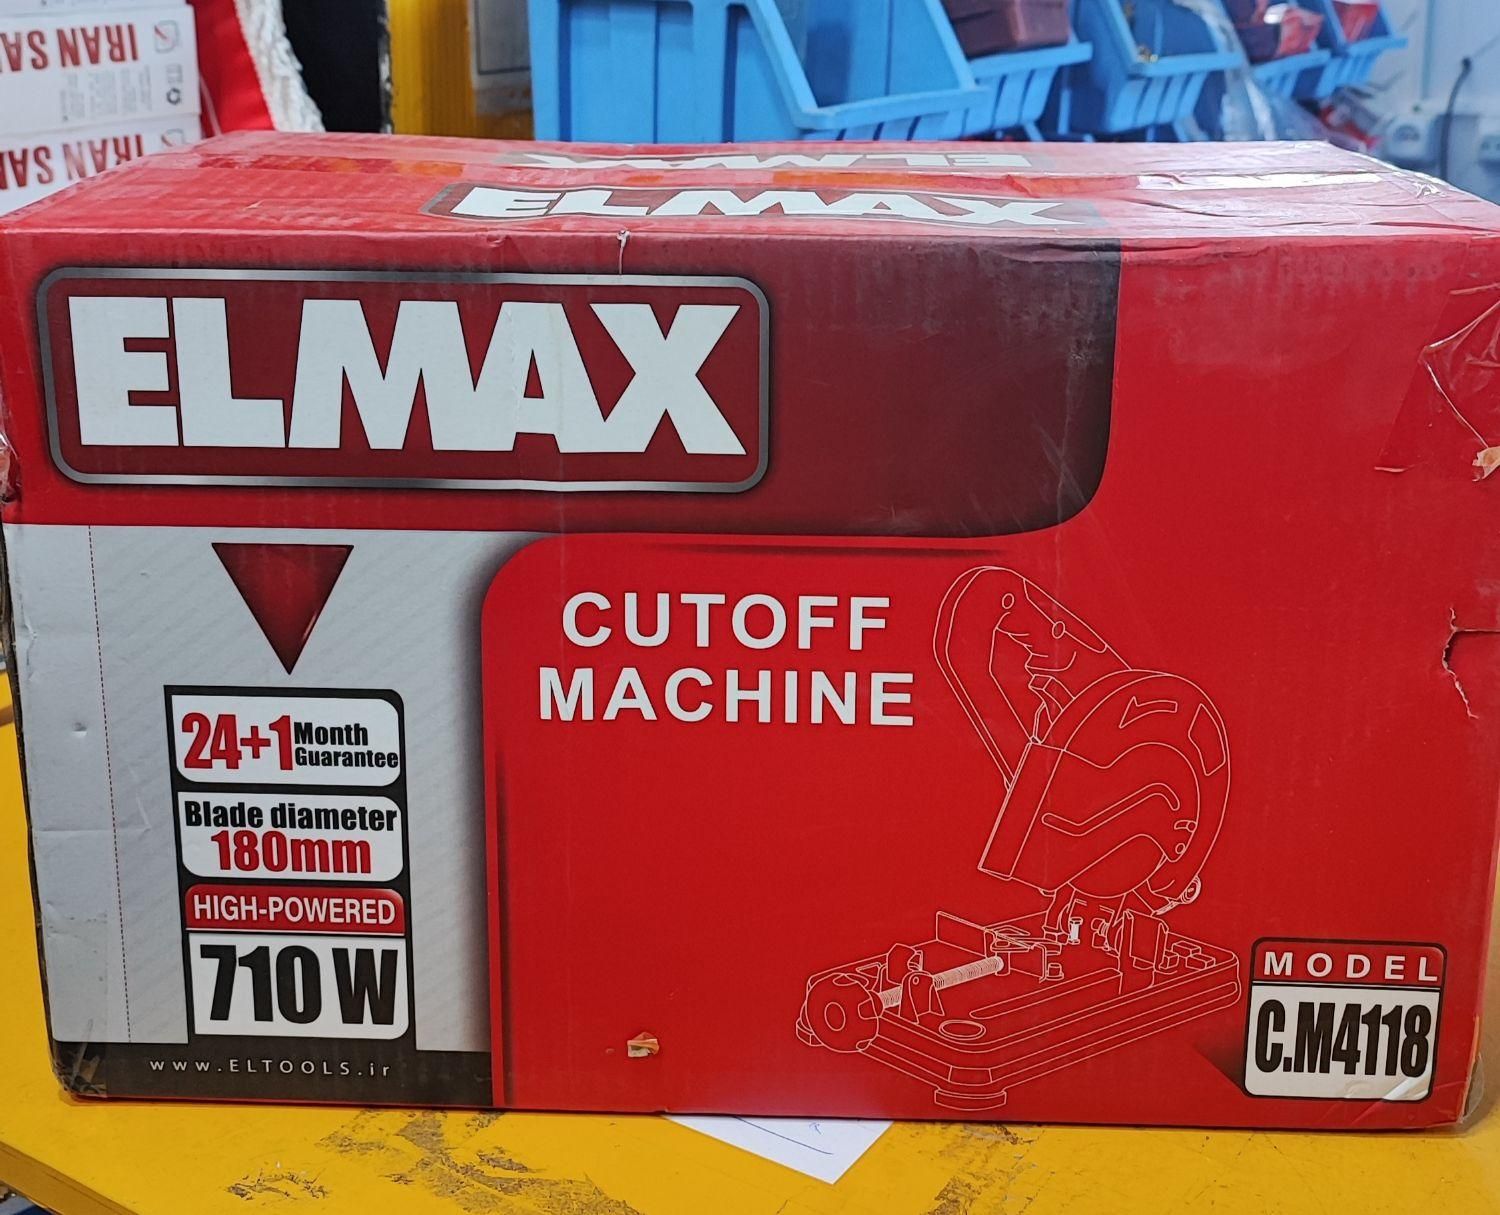 IRAN SA
IRAN SA
ELMAX
ELMAX
ELMAX
CUTOFF
MACHINE
24+1 Month
Guarantee
Blade diameter
180mm
HIGH-POWERED
710 W
www.ELTOOLS.ir
MODEL
C.M4118